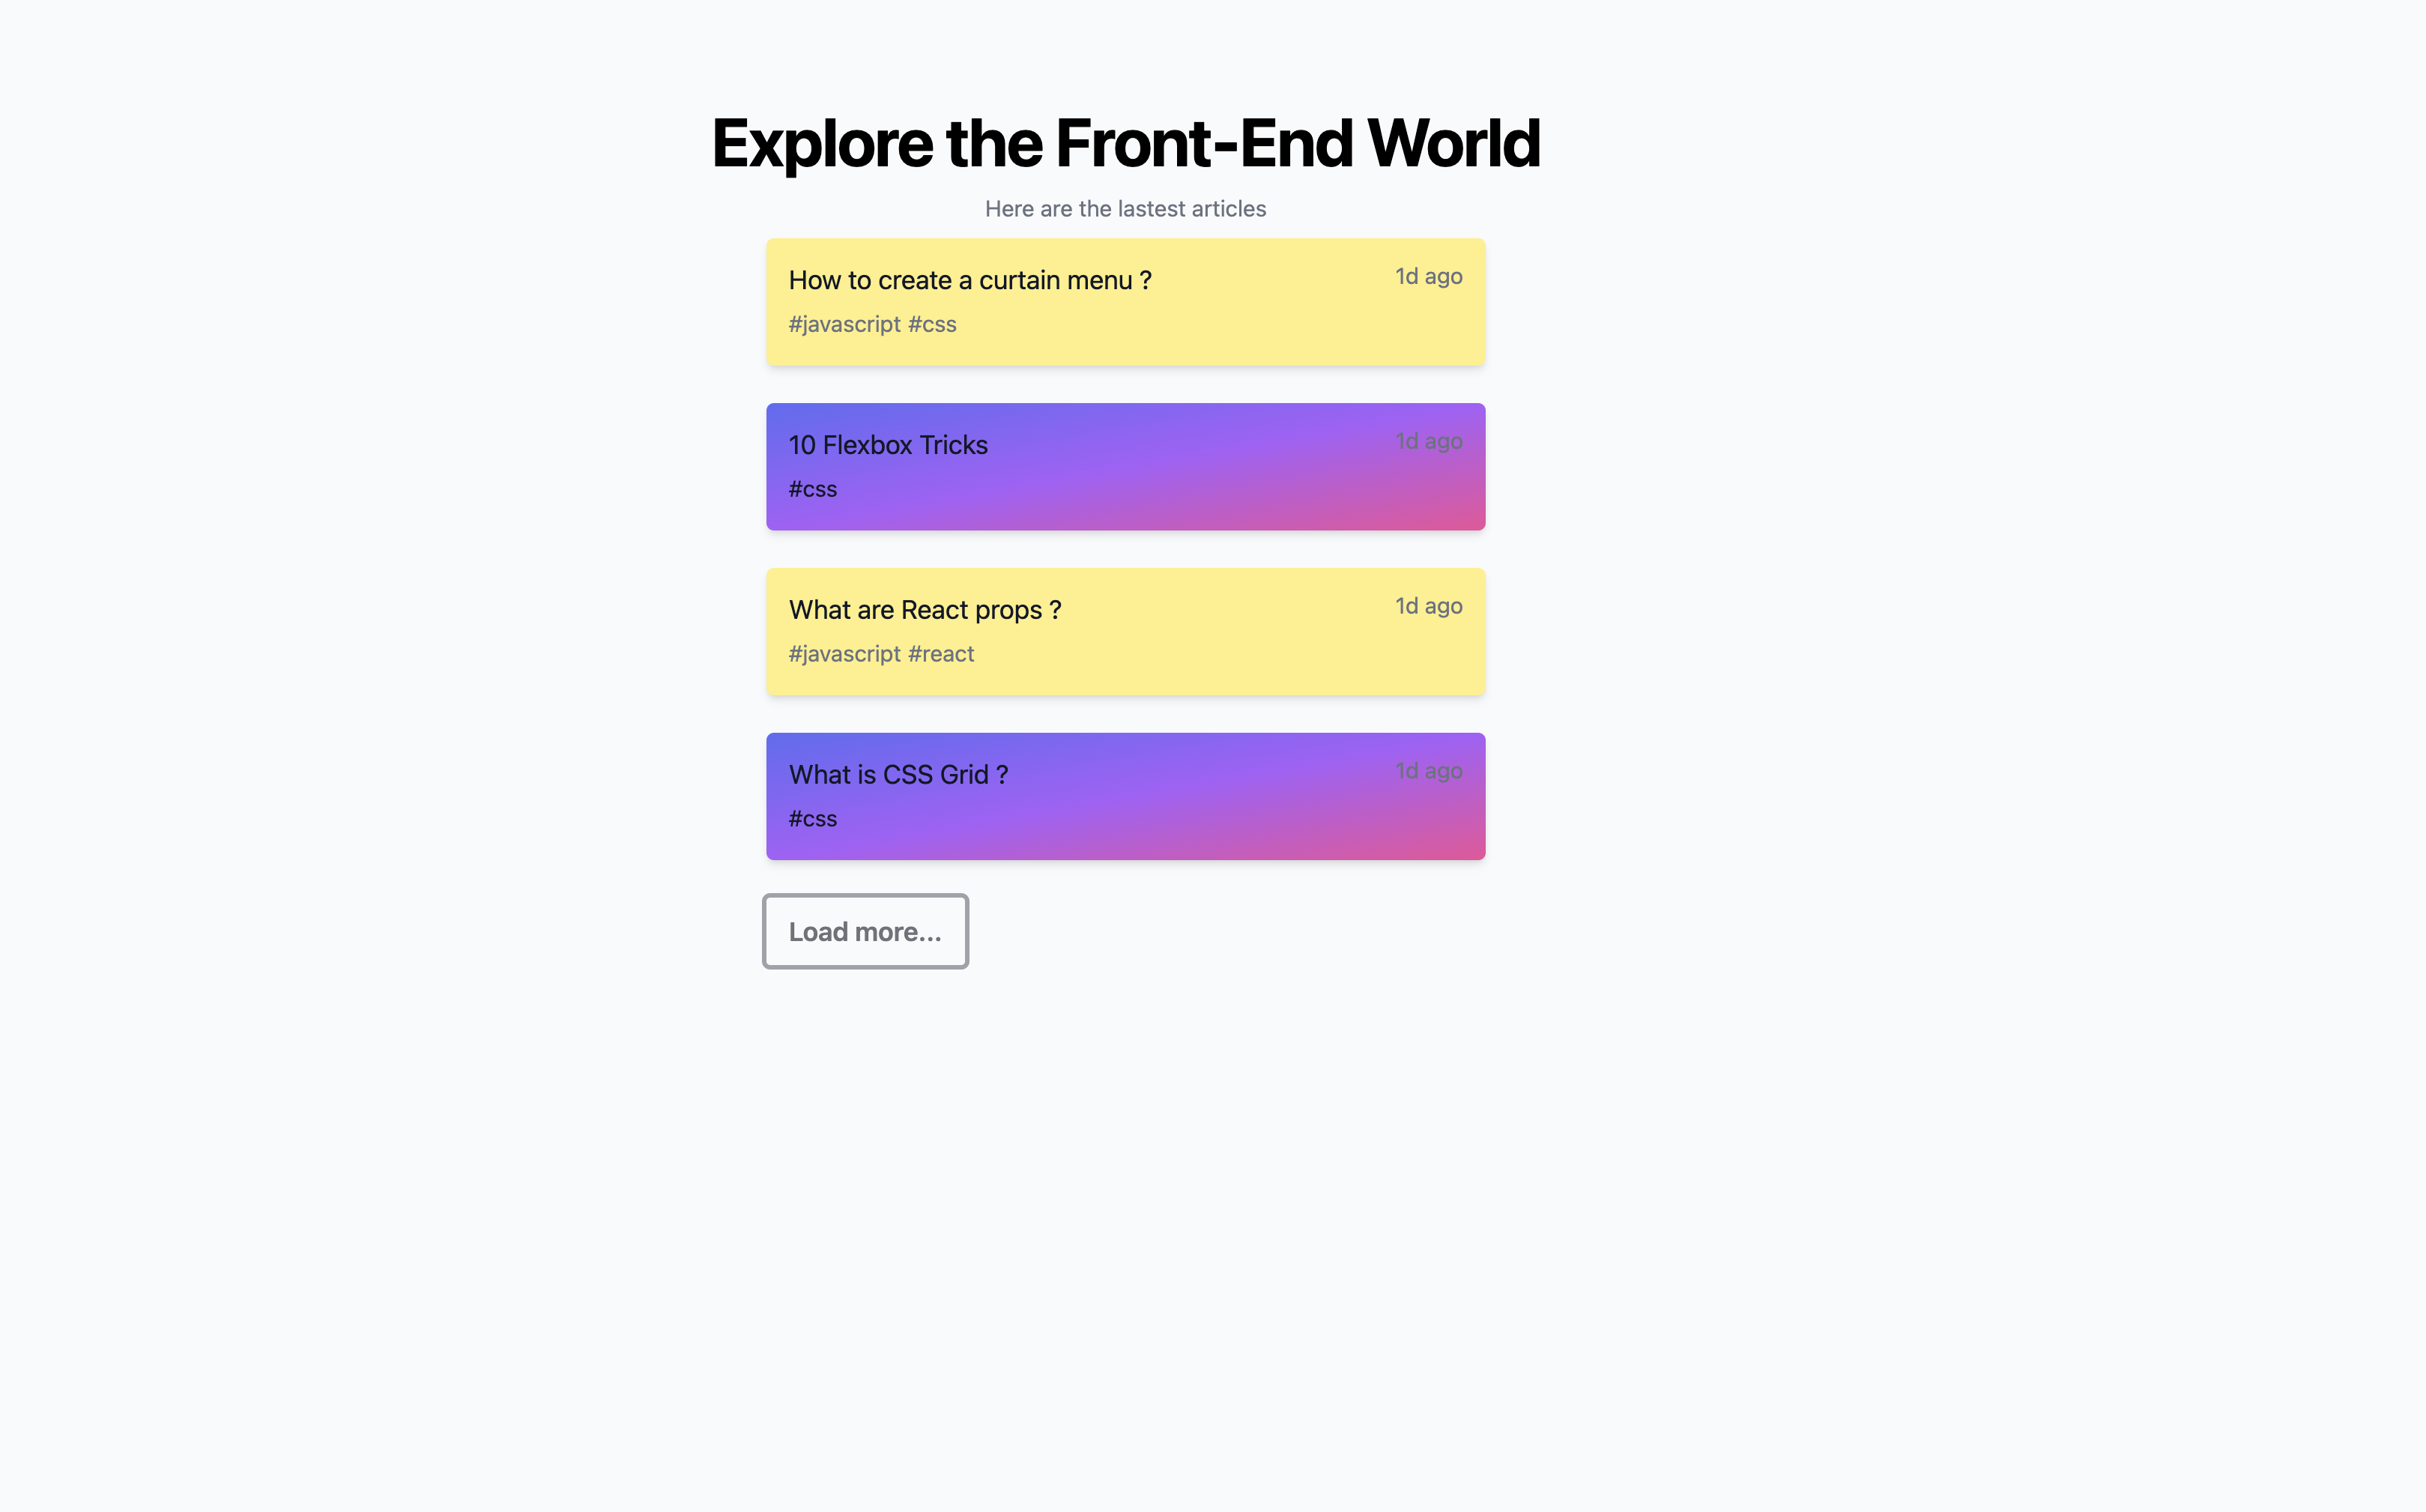 Explore the Front-End World
Here are the lastest articles
How to create a curtain menu ?
1d ago
#javascript #css
10 Flexbox Tricks
1d ago
#css
What are React props ?
1d ago
#javascript #react
What is CSS Grid ?
1d ago
#css
Load more...